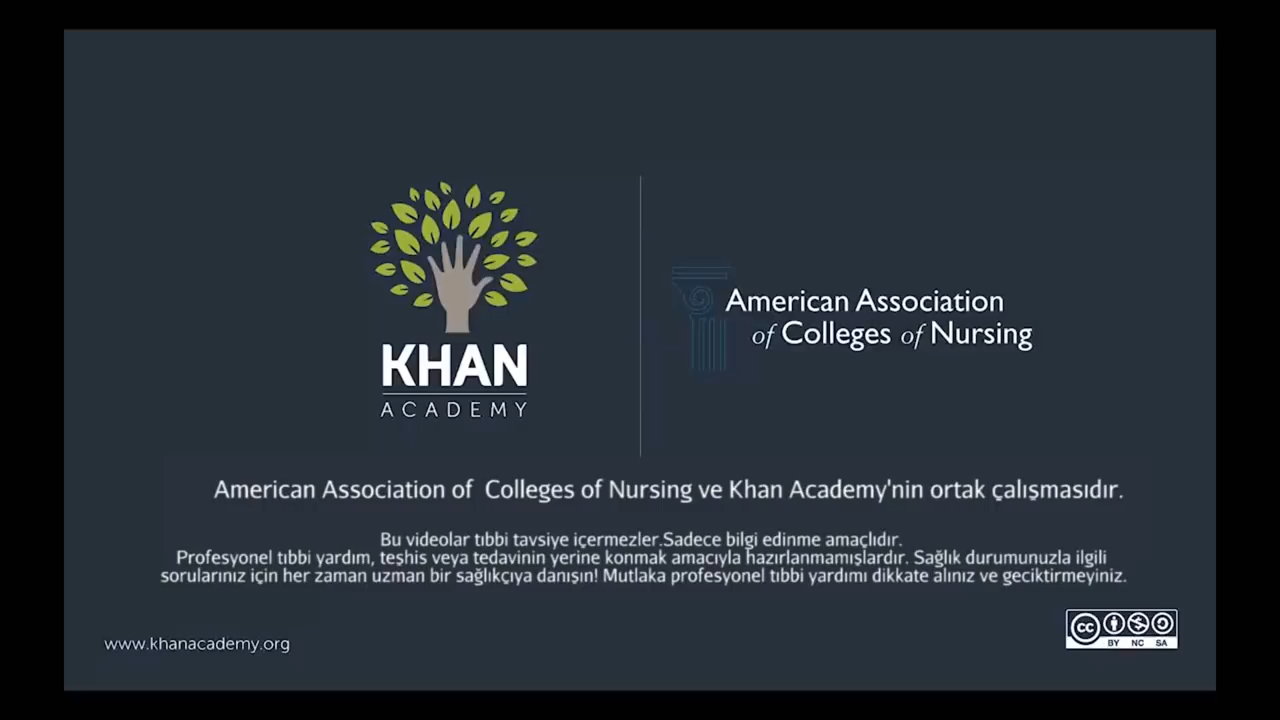 KHAN
ACADEMY
American Association
of Colleges of Nursing
American Association of  Colleges of Nursing ve Khan Academy'nin ortak çalışmasıdır.
Bu videolar tıbbi tavsiye içermezler.Sadece bilgi edinme amaçlıdır.
Profesyonel tıbbi yardım, teşhis veya tedavinin yerine konmak amacıyla hazırlanmamışlardır. Sağlık durumunuzla ilgili
sorularınız için her zaman uzman bir sağlıkçıya danışın! Mutlaka profesyonel tıbbi yardımı dikkate alınız ve geciktirmeyiniz.
www.khanacademy.org
cc
BY NC SA